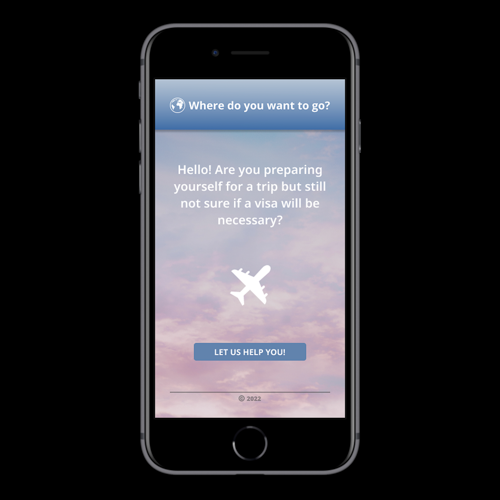 Where do you want to go?
Hello! Are you preparing
yourself for a trip but still
not sure if a visa will be
necessary?
LET US HELP YOU!
© 2022